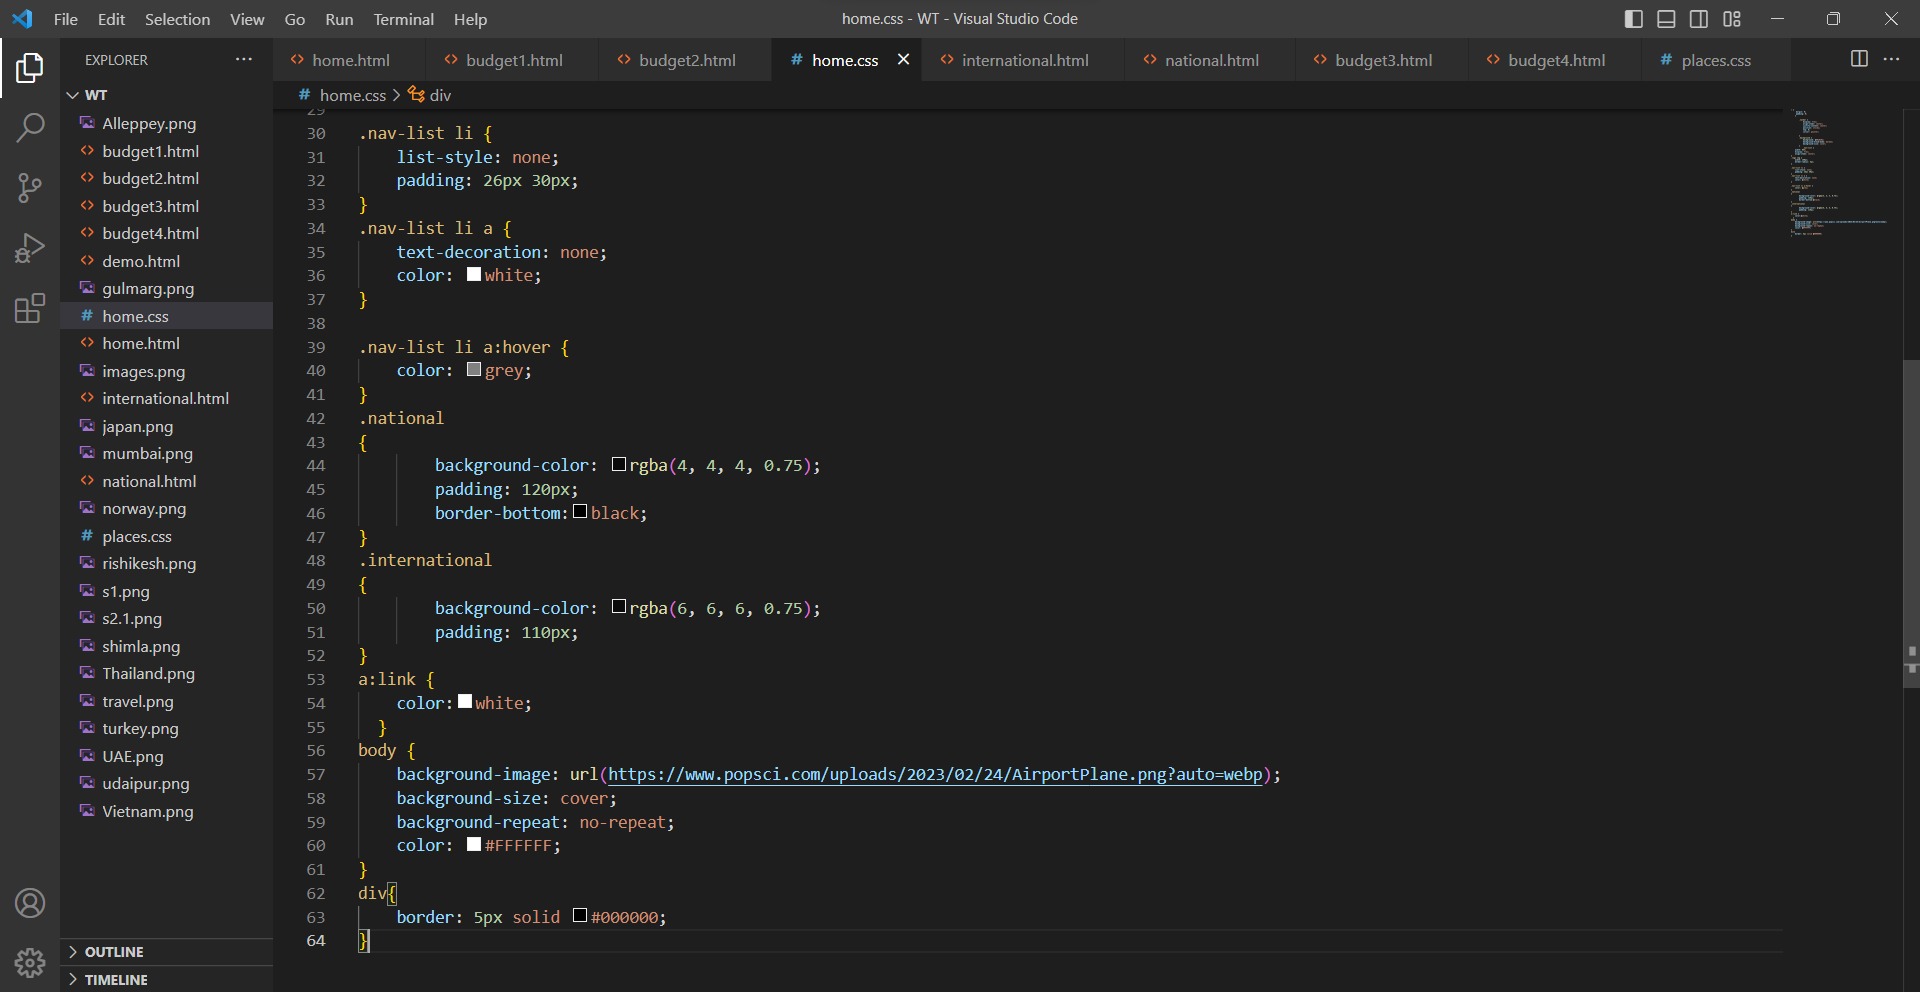 File Edit Selection View Go Run Terminal Help
home.css - WT - Visual Studio Code
EXPLORER
WT
Alleppey.png
budget1.html
budget2.html
budget3.html
budget4.html
demo.html
gulmarg.png
home.css
home.html
images.png
international.html
japan.png
mumbai.png
national.html
norway.png
places.css
rishikesh.png
s1.png
s2.1.png
shimla.png
Thailand.png
travel.png
turkey.png
UAE.png
udaipur.png
Vietnam.png
OUTLINE
TIMELINE
home.html budget1.html budget2.html home.css international.html national.html budget3.html budget4.html places.css
home.css > div
29
30 .nav-list li {
31 list-style: none;
32 padding: 26px 30px;
33 }
34 .nav-list li a {
35 text-decoration: none;
36 color: white;
37 }
38
39 .nav-list li a:hover {
40 color: grey;
41 }
42 .national
43 {
44 background-color: rgba(4, 4, 4, 0.75);
45 padding: 120px;
46 border-bottom: black;
47 }
48 .international
49 {
50 background-color: rgba(6, 6, 6, 0.75);
51 padding: 110px;
52 }
53 a:link {
54 color: white;
55 }
56 body {
57 background-image: url(https://www.popsci.com/uploads/2023/02/24/AirportPlane.png?auto=webp);
58 background-size: cover;
59 background-repeat: no-repeat;
60 color: #FFFFFF;
61 }
62 div{
63 border: 5px solid #000000;
64 }